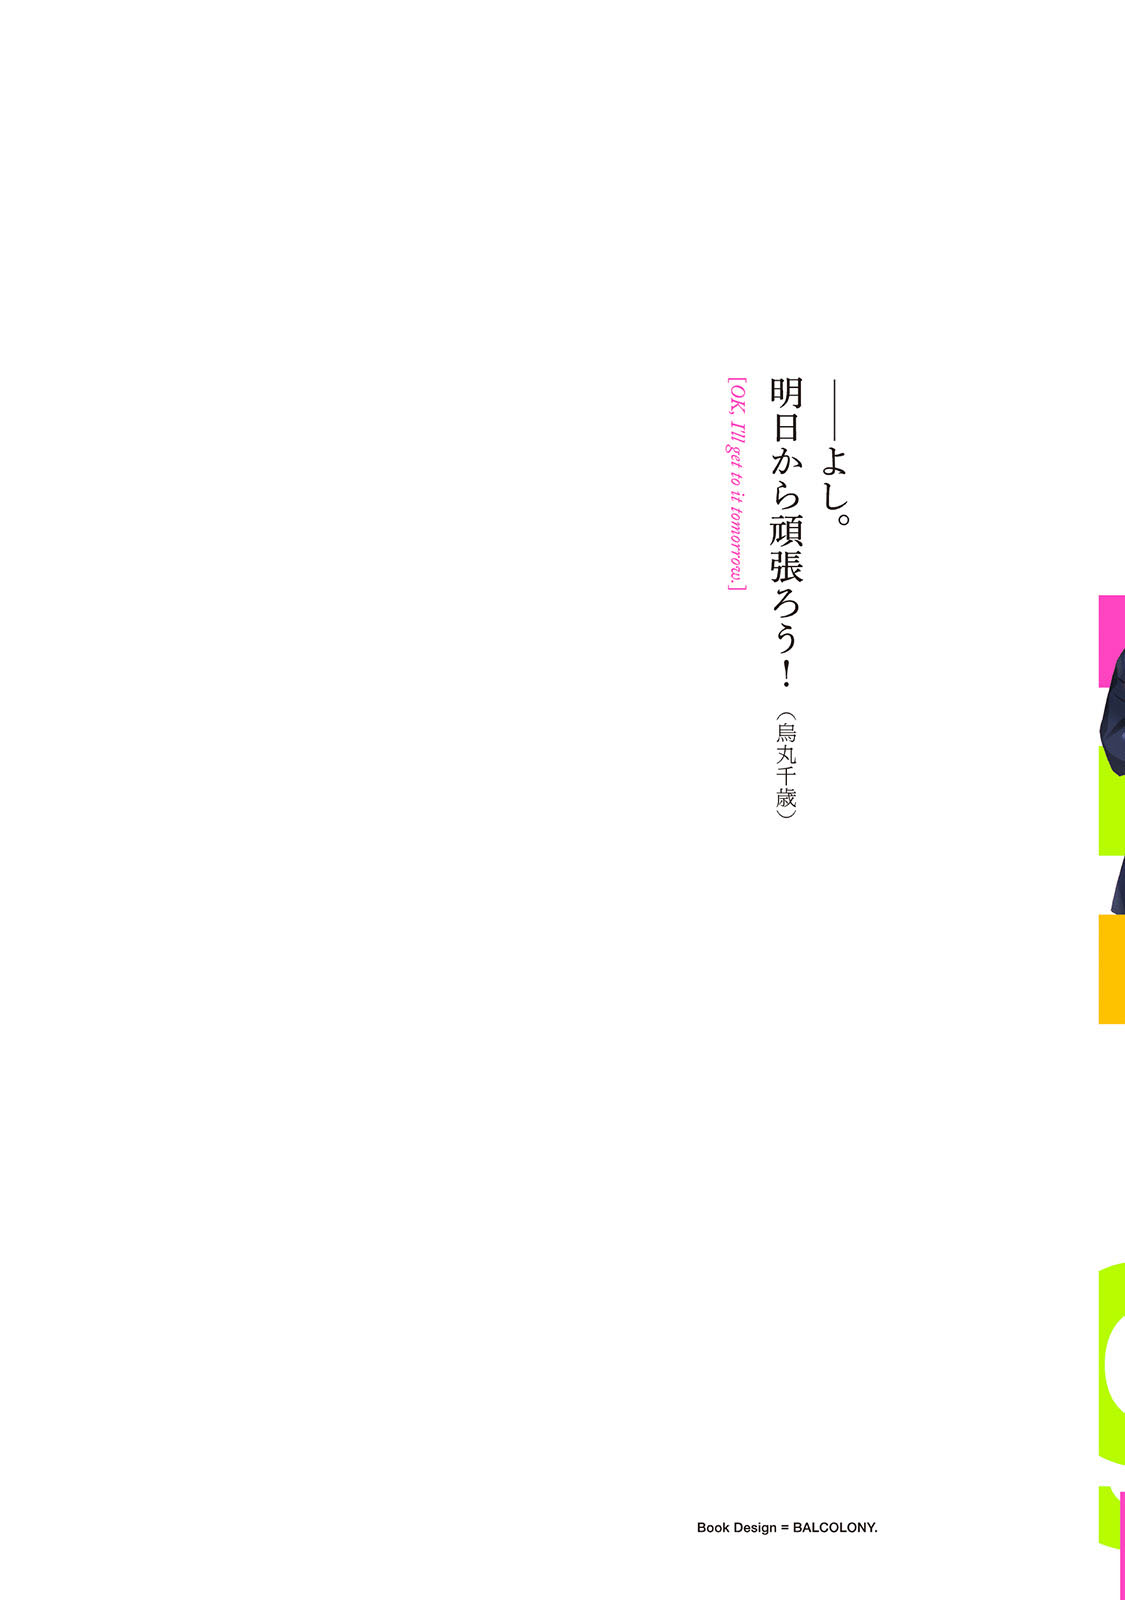 ――よし。
明日から頑張ろう！（烏丸千歳）
[OK, I'll get to it tomorrow.]
Book Design = BALCOLONY.